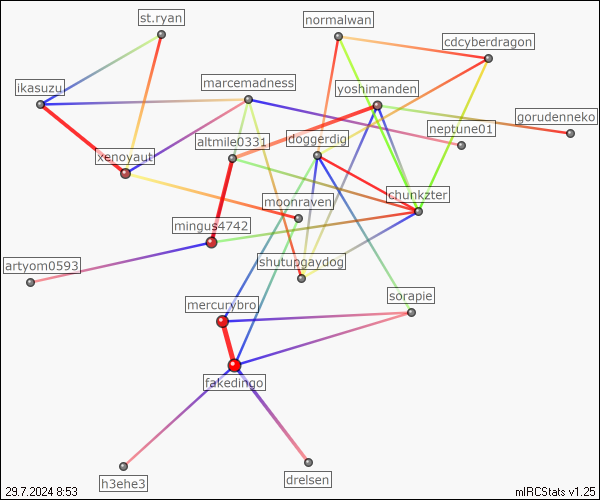 st.ryan
normalwan
cdcyberdragon
ikasuzu
marcemadness
yoshimanden
gorudenneko
neptune01
altmile0331
doggerdig
xenoyaut
chunkzter
moonraven
mingus4742
artyom0593
shutupgaydog
sorapie
mercurybro
fakedingo
h3ehe3
drelsen
29.7.2024 8:53
mIRCStats v1.25